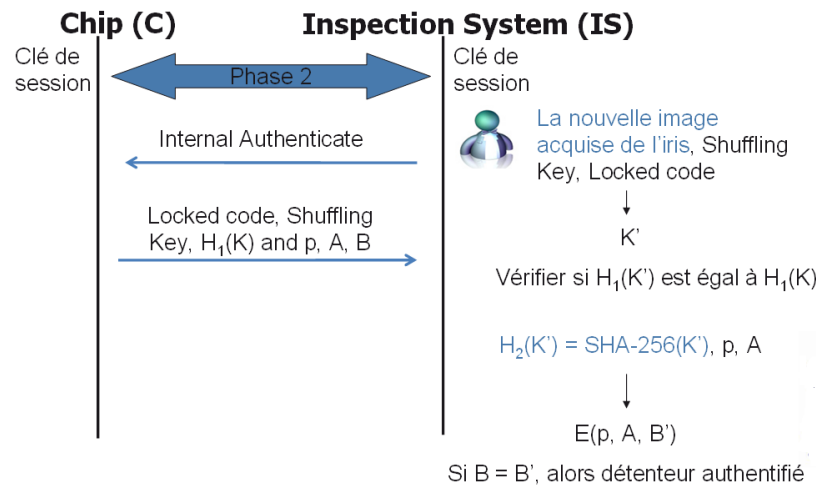 Chip (C)
Inspection System (IS)
Clé de
session
Phase 2
Clé de
session
Internal Authenticate
La nouvelle image
acquise de l'iris, Shuffling
Key, Locked code
Locked code, Shuffling
Key, H₁(K) and p, A, B
K'
Vérifier si H₁(K') est égal à H₁(K)
H₂(K') = SHA-256(K'), p, A
E(p, A, B')
Si B = B', alors détenteur authentifié